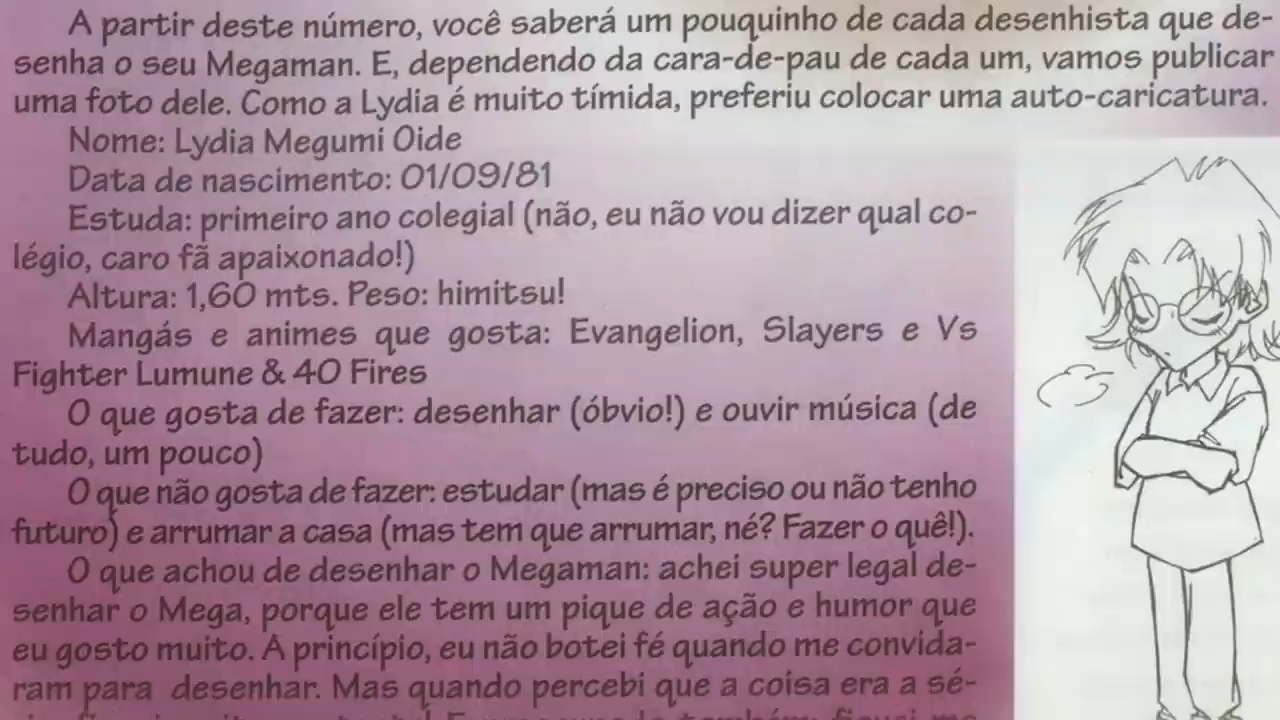 A partir deste número, você saberá um pouquinho de cada desenhista que de-
senha o seu Megaman. E, dependendo da cara-de-pau de cada um, vamos publicar
uma foto dele. Como a Lydia é muito tímida, preferiu colocar uma auto-caricatura.
Nome: Lydia Megumi Oide
Data de nascimento: 01/09/81
Estuda: primeiro ano colegial (não, eu não vou dizer qual co-
légio, caro fã apaixonado!)
Altura: 1,60 mts. Peso: himitsu!
Mangás e animes que gosta: Evangelion, Slayers e Vs
Fighter Lumune & 40 Fires
O que gosta de fazer: desenhar (óbvio!) e ouvir música (de
tudo, um pouco)
O que não gosta de fazer: estudar (mas é preciso ou não tenho
futuro) e arrumar a casa (mas tem que arrumar, né? Fazer o quê!).
O que achou de desenhar o Megaman: achei super legal de-
senhar o Mega, porque ele tem um pique de ação e humor que
eu gosto muito. A princípio, eu não botei fé quando me convida-
ram para desenhar. Mas quando percebi que a coisa era a sé-